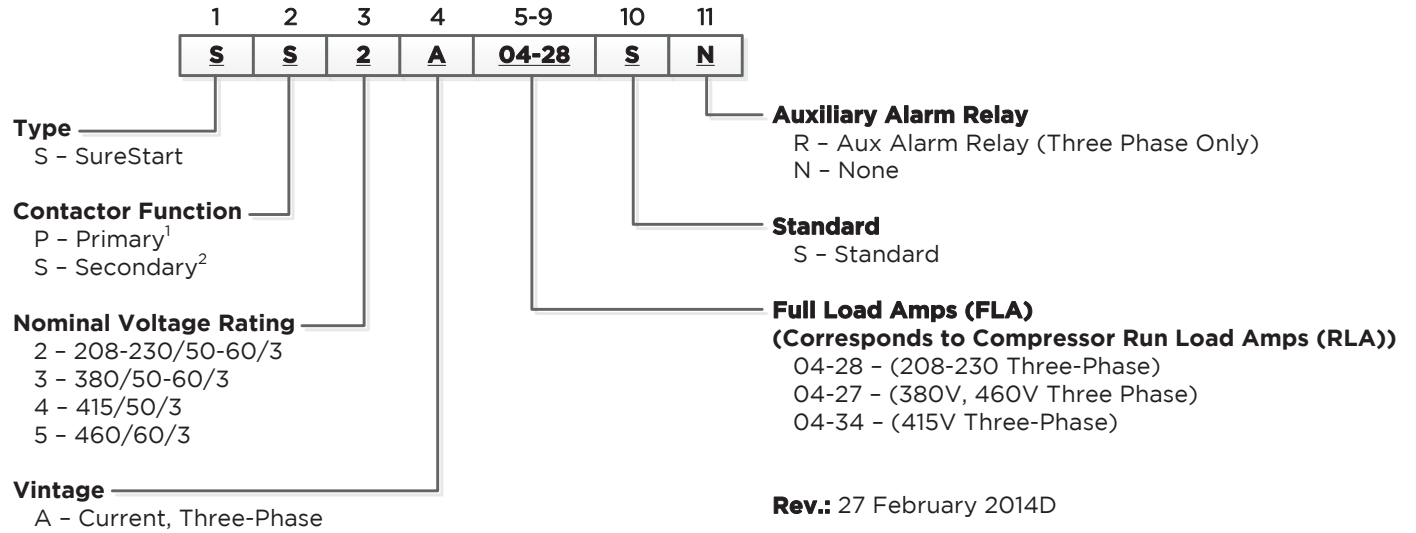 1 2 3 4 5-9 10 11
S S 2 A 04-28 S N
Type
S – SureStart
Contactor Function
P – Primary¹
S – Secondary²
Nominal Voltage Rating
2 – 208-230/50-60/3
3 – 380/50-60/3
4 – 415/50/3
5 – 460/60/3
Vintage
A – Current, Three-Phase
Auxiliary Alarm Relay
R – Aux Alarm Relay (Three Phase Only)
N – None
Standard
S – Standard
Full Load Amps (FLA)
(Corresponds to Compressor Run Load Amps (RLA))
04-28 – (208-230 Three-Phase)
04-27 – (380V, 460V Three Phase)
04-34 – (415V Three-Phase)
Rev.: 27 February 2014D